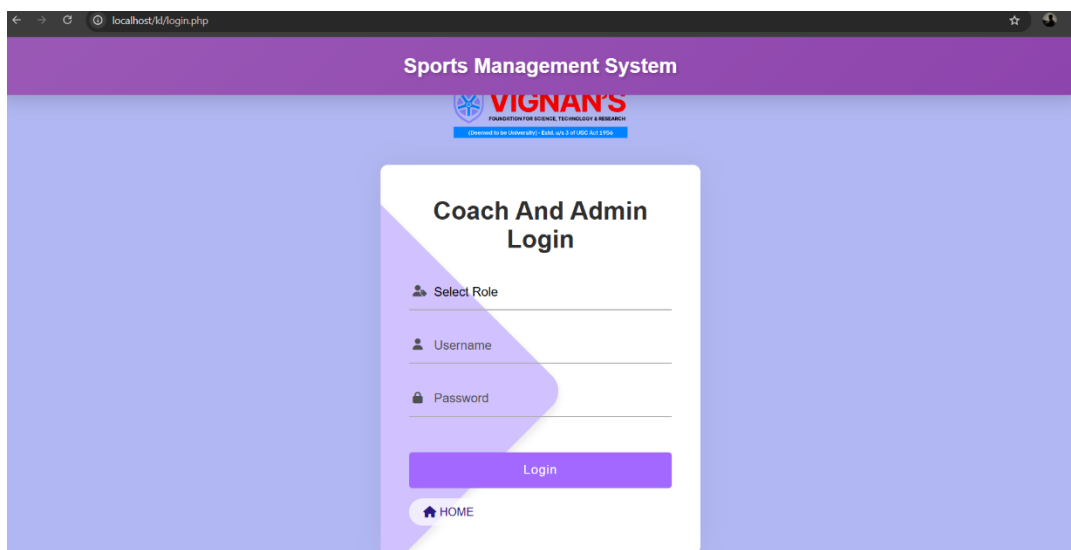 localhost/kl/login.php
Sports Management System
VIGNAN'S
FOUNDATION FOR SCIENCE, TECHNOLOGY & RESEARCH
(Deemed to be University) - Estd. u/s 3 of UGC Act 1956
Coach And Admin
Login
Select Role
Username
Password
Login
HOME